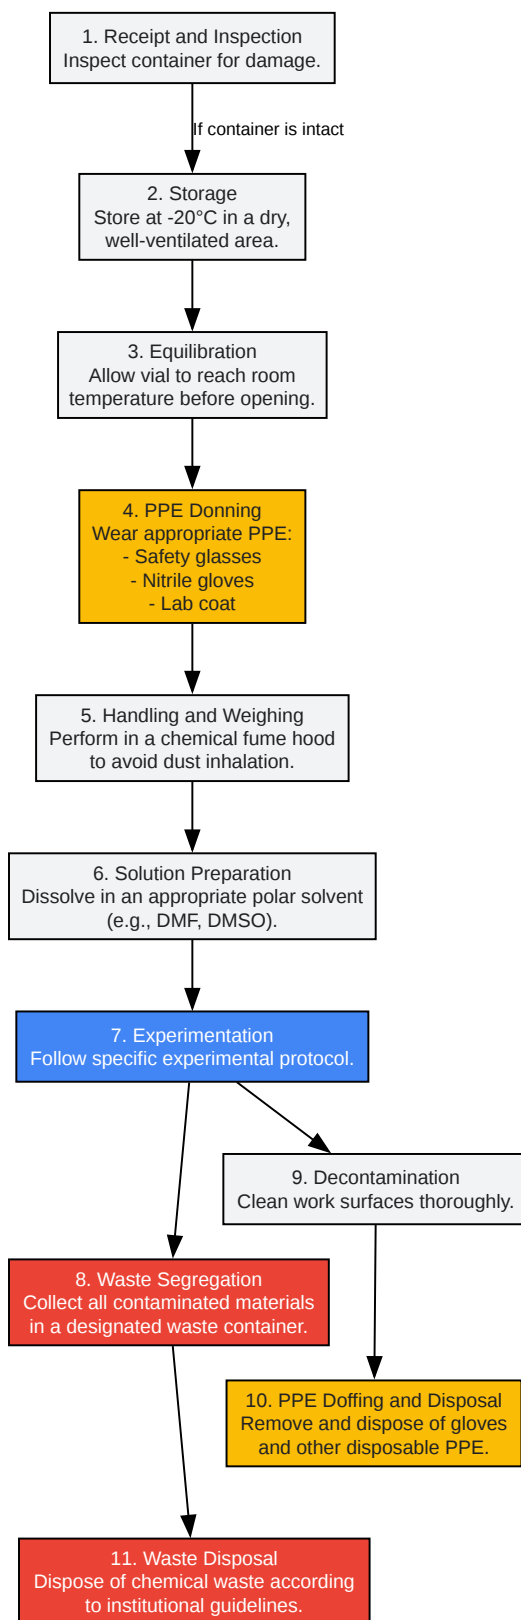 1. Receipt and Inspection
Inspect container for damage.
If container is intact
2. Storage
Store at -20°C in a dry,
well-ventilated area.
3. Equilibration
Allow vial to reach room
temperature before opening.
4. PPE Donning
Wear appropriate PPE:
- Safety glasses
- Nitrile gloves
- Lab coat
5. Handling and Weighing
Perform in a chemical fume hood
to avoid dust inhalation.
6. Solution Preparation
Dissolve in an appropriate polar solvent
(e.g., DMF, DMSO).
7. Experimentation
Follow specific experimental protocol.
9. Decontamination
Clean work surfaces thoroughly.
8. Waste Segregation
Collect all contaminated materials
in a designated waste container.
10. PPE Doffing and Disposal
Remove and dispose of gloves
and other disposable PPE.
11. Waste Disposal
Dispose of chemical waste according
to institutional guidelines.